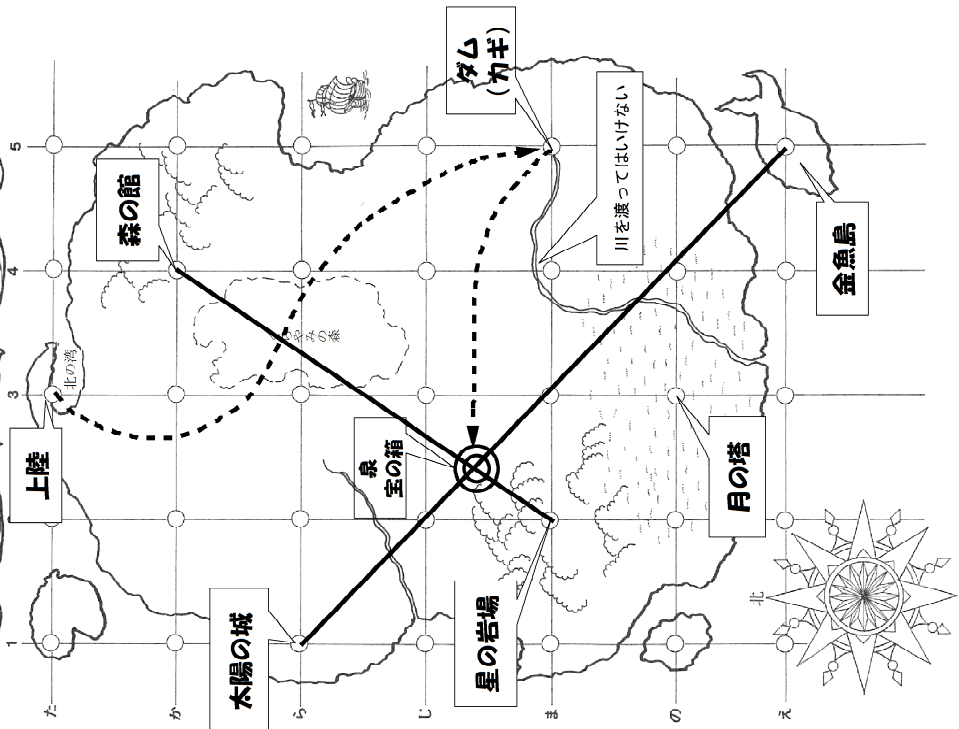 1 3 4 5
た
上陸
北の湾
か
森の館
ら
太陽の城
やみの森
じ
泉
宝の箱
ま
星の岩場
ダム
(カギ)
川を渡ってはいけない
の
月の塔
え
金魚島
北